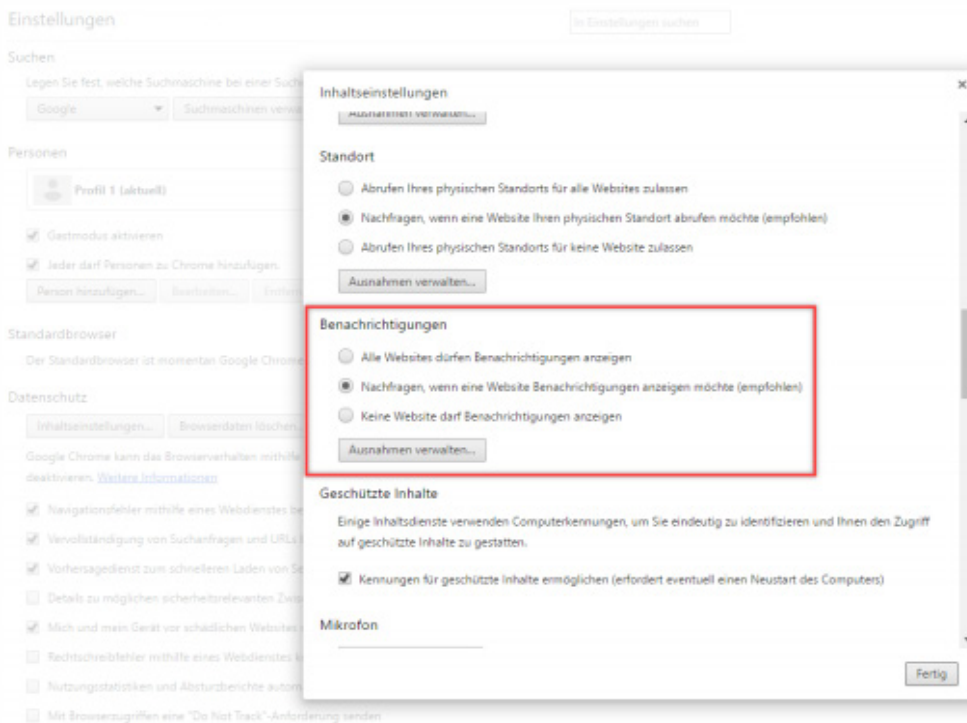 Einstellungen
In Einstellungen suchen
Suchen
Legen Sie fest, welche Suchmaschine bei einer
Google
Suchmaschinen
Personen
Profil 1 (aktuell)
Gastmodus aktivieren
Jeder darf Personen zu Chrome hinzufügen.
Person hinzufügen...
Bearbeiten...
Standardbrowser
Der Standardbrowser ist momentan Google Chrome
Datenschutz
Inhaltseinstellungen...
Browserdaten löschen...
Google Chrome kann das Browserverhalten mithilfe
deaktivieren. Weitere Informationen
Navigationsfehler mithilfe eines Webdienstes
Vervollständigung von Suchanfragen und URLs
Vorhersagedienst zum schnelleren Laden von
Details zu möglichen sicherheitsrelevanten
Mich und mein Gerät vor schädlichen Websites
Rechtschreibfehler mithilfe eines Webdienstes
Nutzungsstatistiken und Absturzberichte
Mit Browserzugriffen eine "Do Not Track"-Anforderung senden
Inhaltseinstellungen
Ausnahmen verwalten...
Standort
Abrufen Ihres physischen Standorts für alle Websites zulassen
Nachfragen, wenn eine Website Ihren physischen Standort abrufen möchte (empfohlen)
Abrufen Ihres physischen Standorts für keine Website zulassen
Ausnahmen verwalten...
Benachrichtigungen
Alle Websites dürfen Benachrichtigungen anzeigen
Nachfragen, wenn eine Website Benachrichtigungen anzeigen möchte (empfohlen)
Keine Website darf Benachrichtigungen anzeigen
Ausnahmen verwalten...
Geschützte Inhalte
Einige Inhaltsdienste verwenden Computerkennungen, um Sie eindeutig zu identifizieren und Ihnen den Zugriff
auf geschützte Inhalte zu gestatten.
Kennungen für geschützte Inhalte ermöglichen (erfordert eventuell einen Neustart des Computers)
Mikrofon
Fertig